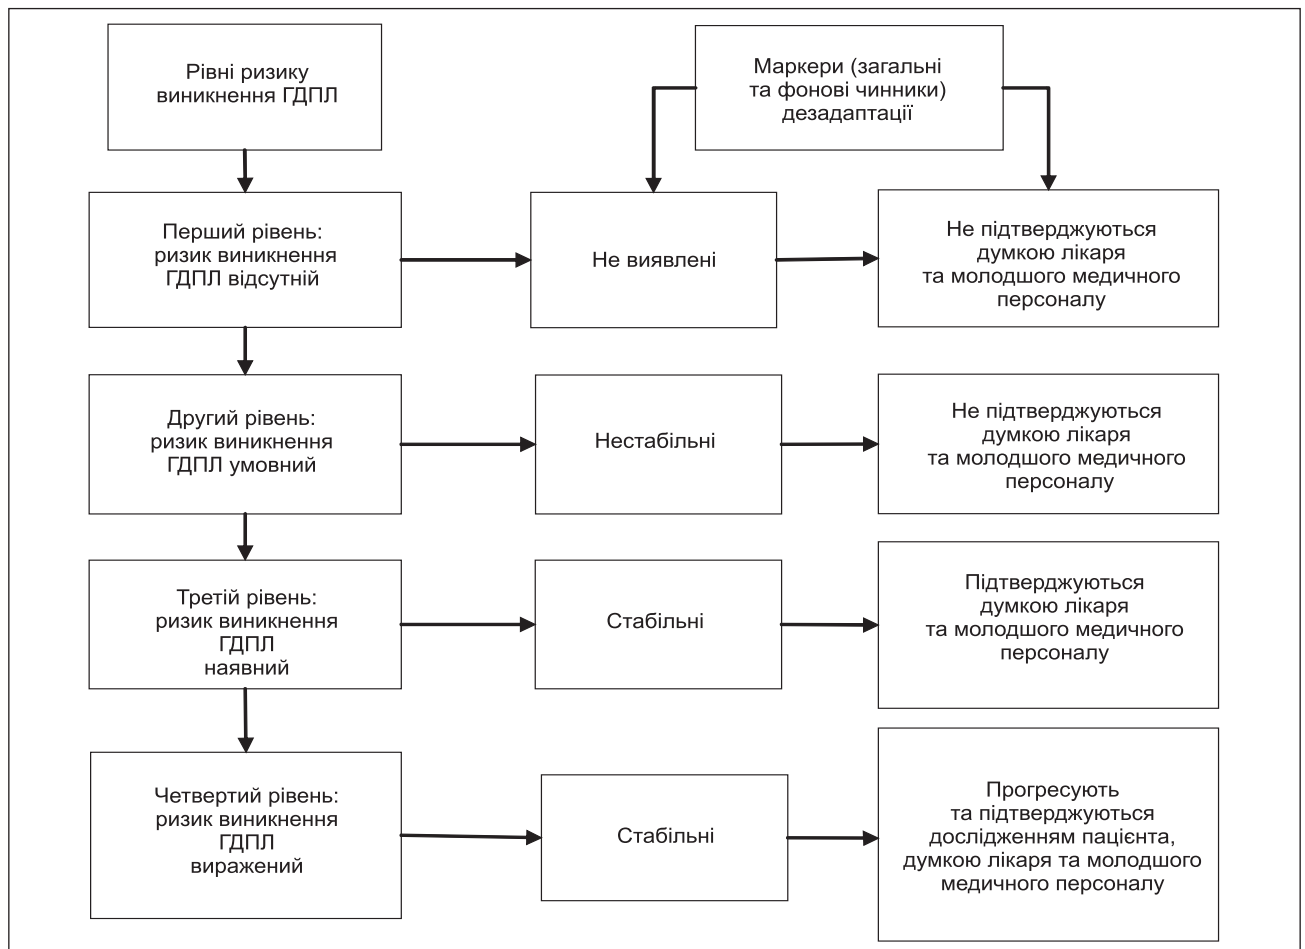 Рівні ризику
виникнення ГДПЛ
Маркери (загальні
та фонові чинники)
дезадаптації
Перший рівень:
ризик виникнення
ГДПЛ відсутній
Не виявлені
Не підтверджуються
думкою лікаря
та молодшого медичного
персоналу
Другий рівень:
ризик виникнення
ГДПЛ умовний
Нестабільні
Не підтверджуються
думкою лікаря
та молодшого медичного
персоналу
Третій рівень:
ризик виникнення
ГДПЛ
наявний
Стабільні
Підтверджуються
думкою лікаря
та молодшого медичного
персоналу
Четвертий рівень:
ризик виникнення
ГДПЛ
виражений
Стабільні
Прогресують
та підтверджуються
дослідженням пацієнта,
думкою лікаря та молодшого
медичного персоналу